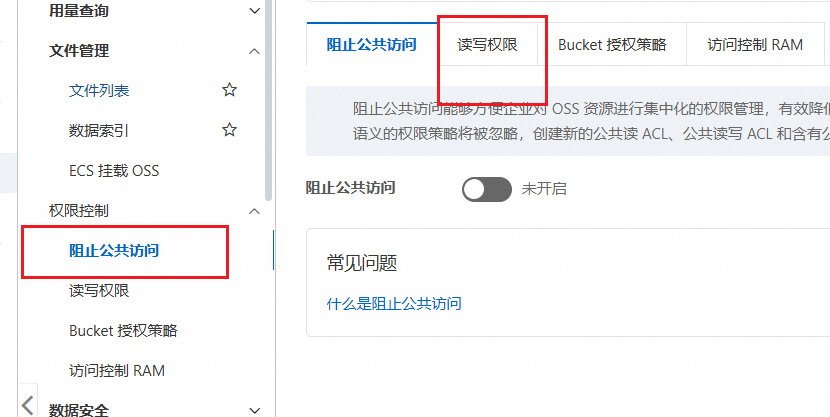 用量查询
文件管理
文件列表
数据索引
ECS 挂载 OSS
权限控制
阻止公共访问
读写权限
Bucket 授权策略
访问控制 RAM
数据安全
阻止公共访问 读写权限 Bucket 授权策略 访问控制 RAM
阻止公共访问能够方便企业对 OSS 资源进行集中化的权限管理，有效降低
语义的权限策略将被忽略，创建新的公共读 ACL、公共读写 ACL 和含有公
阻止公共访问 未开启
常见问题
什么是阻止公共访问